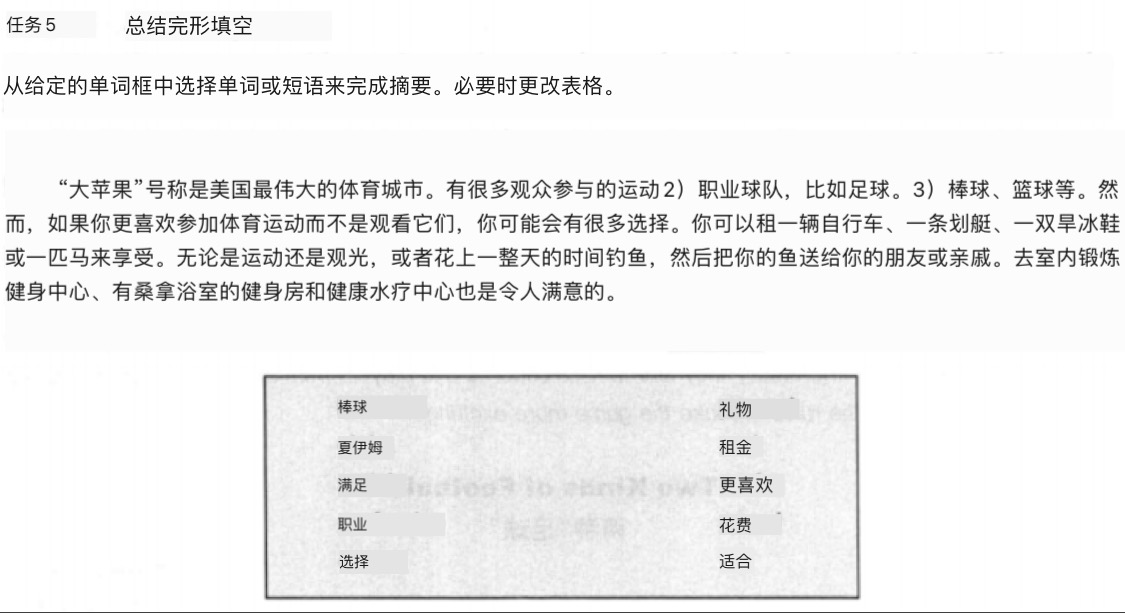 任务5 总结完形填空
从给定的单词框中选择单词或短语来完成摘要。必要时更改表格。
“大苹果”号称是美国最伟大的体育城市。有很多观众参与的运动2）职业球队，比如足球。3）棒球、篮球等。然
而，如果你更喜欢参加体育运动而不是观看它们，你可能会有很多选择。你可以租一辆自行车、一条划艇、一双旱冰鞋
或一匹马来享受。无论是运动还是观光，或者花上一整天的时间钓鱼，然后把你的鱼送给你的朋友或亲戚。去室内锻炼
健身中心、有桑拿浴室的健身房和健康水疗中心也是令人满意的。
棒球 礼物
夏伊姆 租金
满足 更喜欢
职业 花费
选择 适合